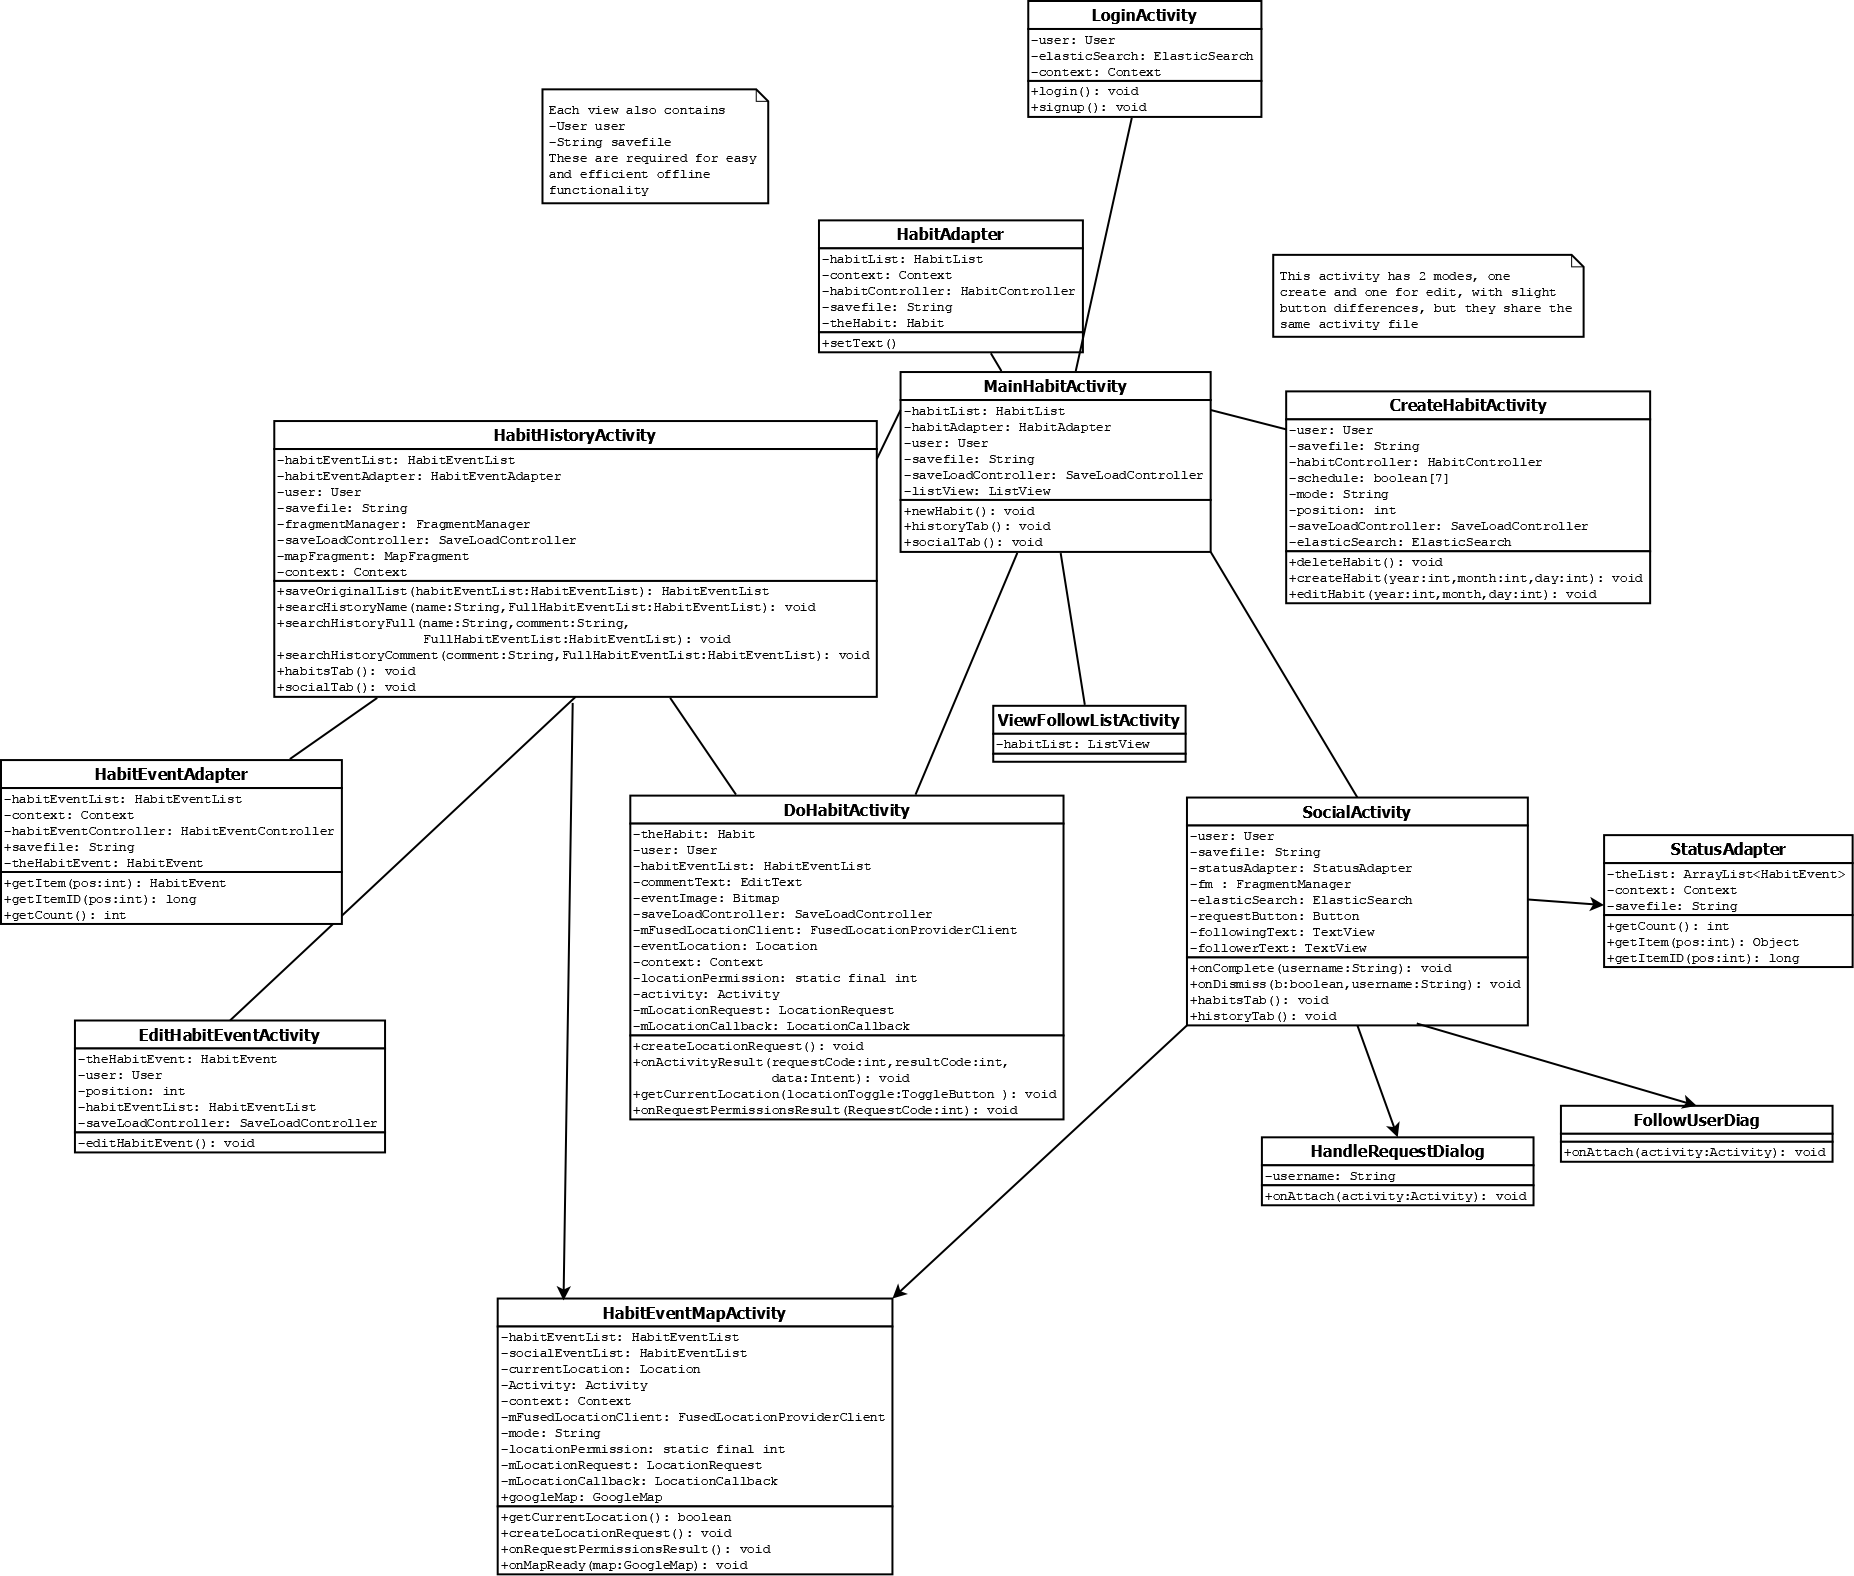 LoginActivity
-user: User
-elasticSearch: ElasticSearch
-context: Context
+login(): void
+signup(): void
Each view also contains
-User user
-String savefile
These are required for easy
and efficient offline
functionality
HabitAdapter
-habitList: HabitList
-context: Context
-habitController: HabitController
-savefile: String
-theHabit: Habit
+setText()
This activity has 2 modes, one
create and one for edit, with slight
button differences, but they share the
same activity file
MainHabitActivity
-habitList: HabitList
-habitAdapter: HabitAdapter
-user: User
-savefile: String
-saveLoadController: SaveLoadController
-listView: ListView
+newHabit(): void
+historyTab(): void
+socialTab(): void
CreateHabitActivity
-user: User
-savefile: String
-habitController: HabitController
-schedule: boolean[7]
-mode: String
-position: int
-saveLoadController: SaveLoadController
-elasticSearch: ElasticSearch
+deleteHabit(): void
+createHabit(year:int,month:int,day:int): void
+editHabit(year:int,month,day:int): void
HabitHistoryActivity
-habitEventList: HabitEventList
-habitEventAdapter: HabitEventAdapter
-user: User
-savefile: String
-fragmentManager: FragmentManager
-saveLoadController: SaveLoadController
-mapFragment: MapFragment
-context: Context
+saveOriginalList(habitEventList:HabitEventList): HabitEventList
+searcHistoryName(name:String,FullHabitEventList:HabitEventList): void
+searchHistoryFull(name:String,comment:String,
FullHabitEventList:HabitEventList): void
+searchHistoryComment(comment:String,FullHabitEventList:HabitEventList): void
+habitsTab(): void
+socialTab(): void
ViewFollowListActivity
-habitList: ListView
HabitEventAdapter
-habitEventList: HabitEventList
-context: Context
-habitEventController: HabitEventController
+savefile: String
-theHabitEvent: HabitEvent
+getItem(pos:int): HabitEvent
+getItemID(pos:int): long
+getCount(): int
DoHabitActivity
-theHabit: Habit
-user: User
-habitEventList: HabitEventList
-commentText: EditText
-eventImage: Bitmap
-saveLoadController: SaveLoadController
-mFusedLocationClient: FusedLocationProviderClient
-eventLocation: Location
-context: Context
-locationPermission: static final int
-activity: Activity
-mLocationRequest: LocationRequest
-mLocationCallback: LocationCallback
+createLocationRequest(): void
+onActivityResult(requestCode:int,resultCode:int,
data:Intent): void
+getCurrentLocation(locationToggle:ToggleButton ): void
+onRequestPermissionsResult(RequestCode:int): void
SocialActivity
-user: User
-savefile: String
-statusAdapter: StatusAdapter
-fm : FragmentManager
-elasticSearch: ElasticSearch
-requestButton: Button
-followingText: TextView
-followerText: TextView
+onComplete(username:String): void
+onDismiss(b:boolean,username:String): void
+habitsTab(): void
+historyTab(): void
StatusAdapter
-theList: ArrayList<HabitEvent>
-context: Context
-savefile: String
+getCount(): int
+getItem(pos:int): Object
+getItemID(pos:int): long
EditHabitEventActivity
-theHabitEvent: HabitEvent
-user: User
-position: int
-habitEventList: HabitEventList
-saveLoadController: SaveLoadController
-editHabitEvent(): void
FollowUserDiag
+onAttach(activity:Activity): void
HandleRequestDialog
-username: String
+onAttach(activity:Activity): void
HabitEventMapActivity
-habitEventList: HabitEventList
-socialEventList: HabitEventList
-currentLocation: Location
-Activity: Activity
-context: Context
-mFusedLocationClient: FusedLocationProviderClient
-mode: String
-locationPermission: static final int
-mLocationRequest: LocationRequest
-mLocationCallback: LocationCallback
+googleMap: GoogleMap
+getCurrentLocation(): boolean
+createLocationRequest(): void
+onRequestPermissionsResult(): void
+onMapReady(map:GoogleMap): void